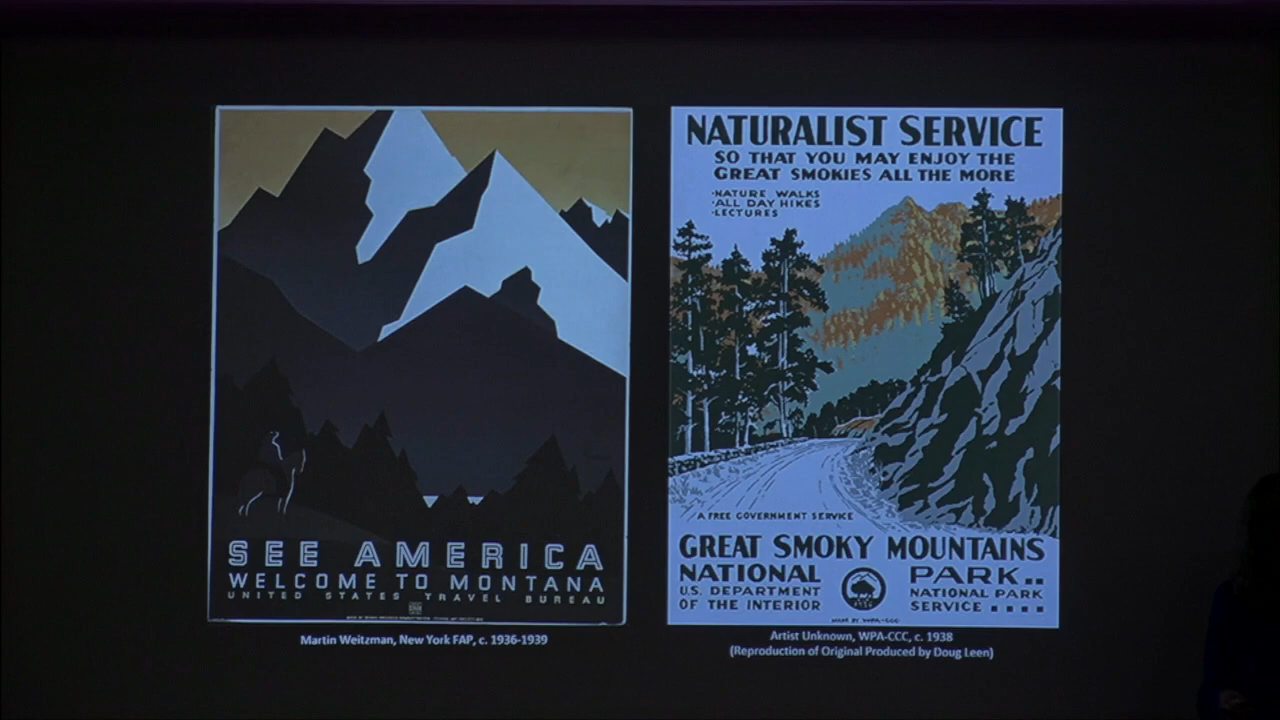 SEE AMERICA
WELCOME TO MONTANA
UNITED STATES TRAVEL BUREAU
Martin Weitzman, New York FAP, c. 1936-1939
NATURALIST SERVICE
SO THAT YOU MAY ENJOY THE
GREAT SMOKIES ALL THE MORE
·NATURE WALKS
·ALL DAY HIKES
·LECTURES
A FREE GOVERNMENT SERVICE
GREAT SMOKY MOUNTAINS
NATIONAL PARK..
U.S. DEPARTMENT
OF THE INTERIOR
NATIONAL PARK
SERVICE ▪▪▪▪
MADE BY WPA-CCC
Artist Unknown, WPA-CCC, c. 1938
(Reproduction of Original Produced by Doug Leen)